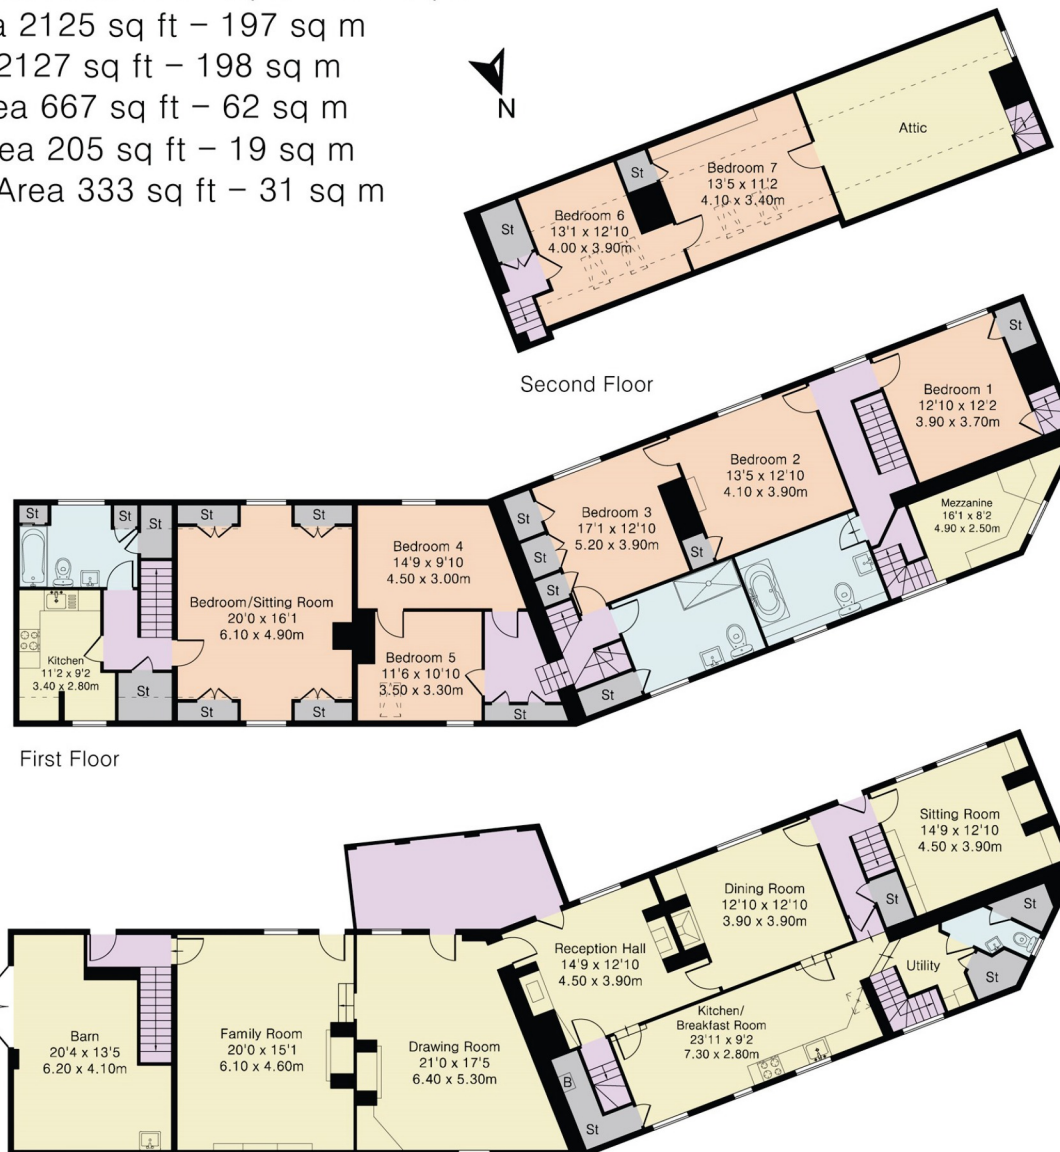 2125 sq ft – 197 sq m
2127 sq ft – 198 sq m
667 sq ft – 62 sq m
205 sq ft – 19 sq m
Area 333 sq ft – 31 sq m
N
Attic
St
Bedroom 7
13'5 x 11'2
4.10 x 3.40m
Bedroom 6
13'1 x 12'10
4.00 x 3.90m
St
Second Floor
St
Bedroom 1
12'10 x 12'2
3.90 x 3.70m
Bedroom 2
13'5 x 12'10
4.10 x 3.90m
Mezzanine
16'1 x 8'2
4.90 x 2.50m
Bedroom 3
17'1 x 12'10
5.20 x 3.90m
St
St
St
St
St
St
St
St
St
St
Bedroom 4
14'9 x 9'10
4.50 x 3.00m
Bedroom/Sitting Room
20'0 x 16'1
6.10 x 4.90m
Kitchen
11'2 x 9'2
3.40 x 2.80m
Bedroom 5
11'6 x 10'10
3.50 x 3.30m
St
St
St
St
St
First Floor
Sitting Room
14'9 x 12'10
4.50 x 3.90m
Dining Room
12'10 x 12'10
3.90 x 3.90m
St
St
Reception Hall
14'9 x 12'10
4.50 x 3.90m
Utility
St
Kitchen/
Breakfast Room
23'11 x 9'2
7.30 x 2.80m
Barn
20'4 x 13'5
6.20 x 4.10m
Family Room
20'0 x 15'1
6.10 x 4.60m
Drawing Room
21'0 x 17'5
6.40 x 5.30m
B
St